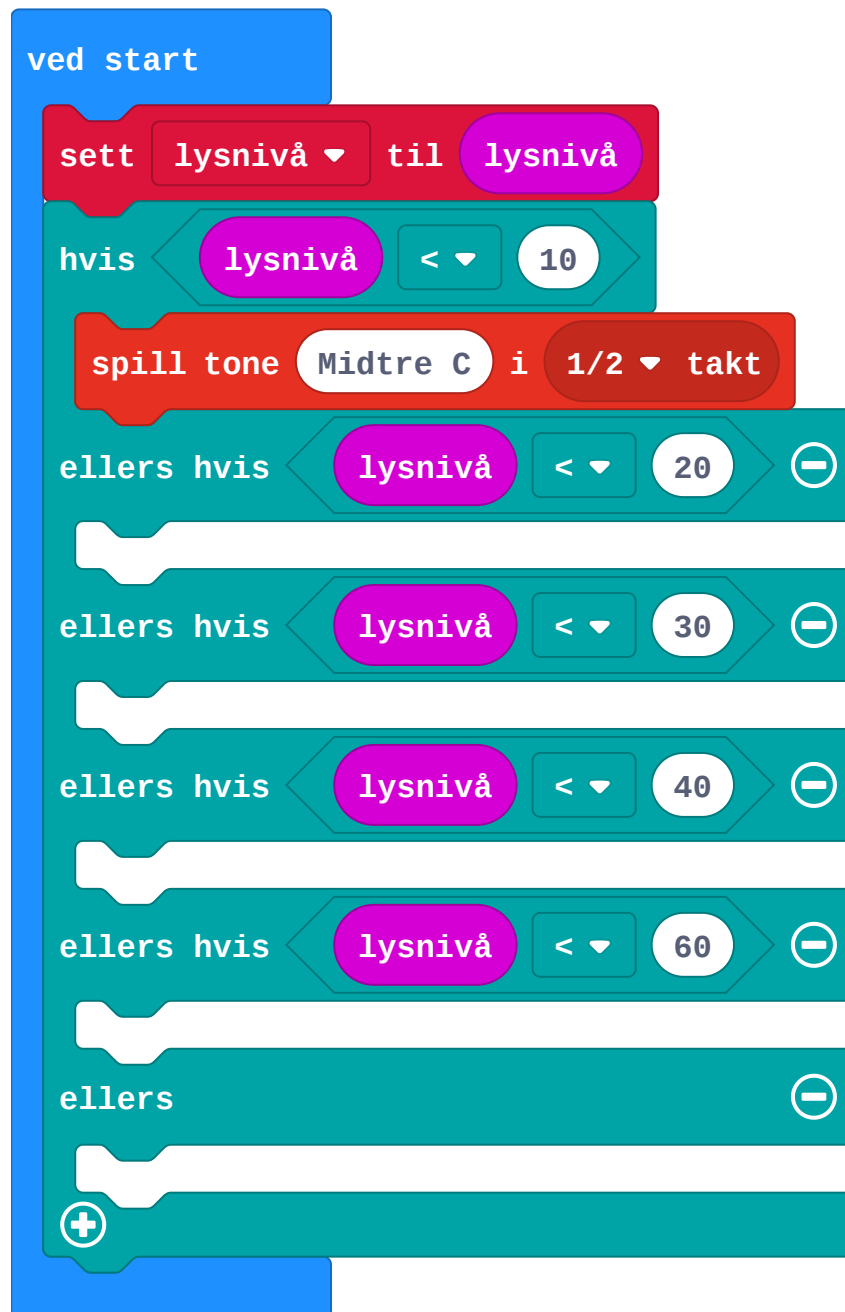 ved start
sett lysnivå til lysnivå
hvis lysnivå < 10
spill tone Midtre C i 1/2 takt
ellers hvis lysnivå < 20
ellers hvis lysnivå < 30
ellers hvis lysnivå < 40
ellers hvis lysnivå < 60
ellers